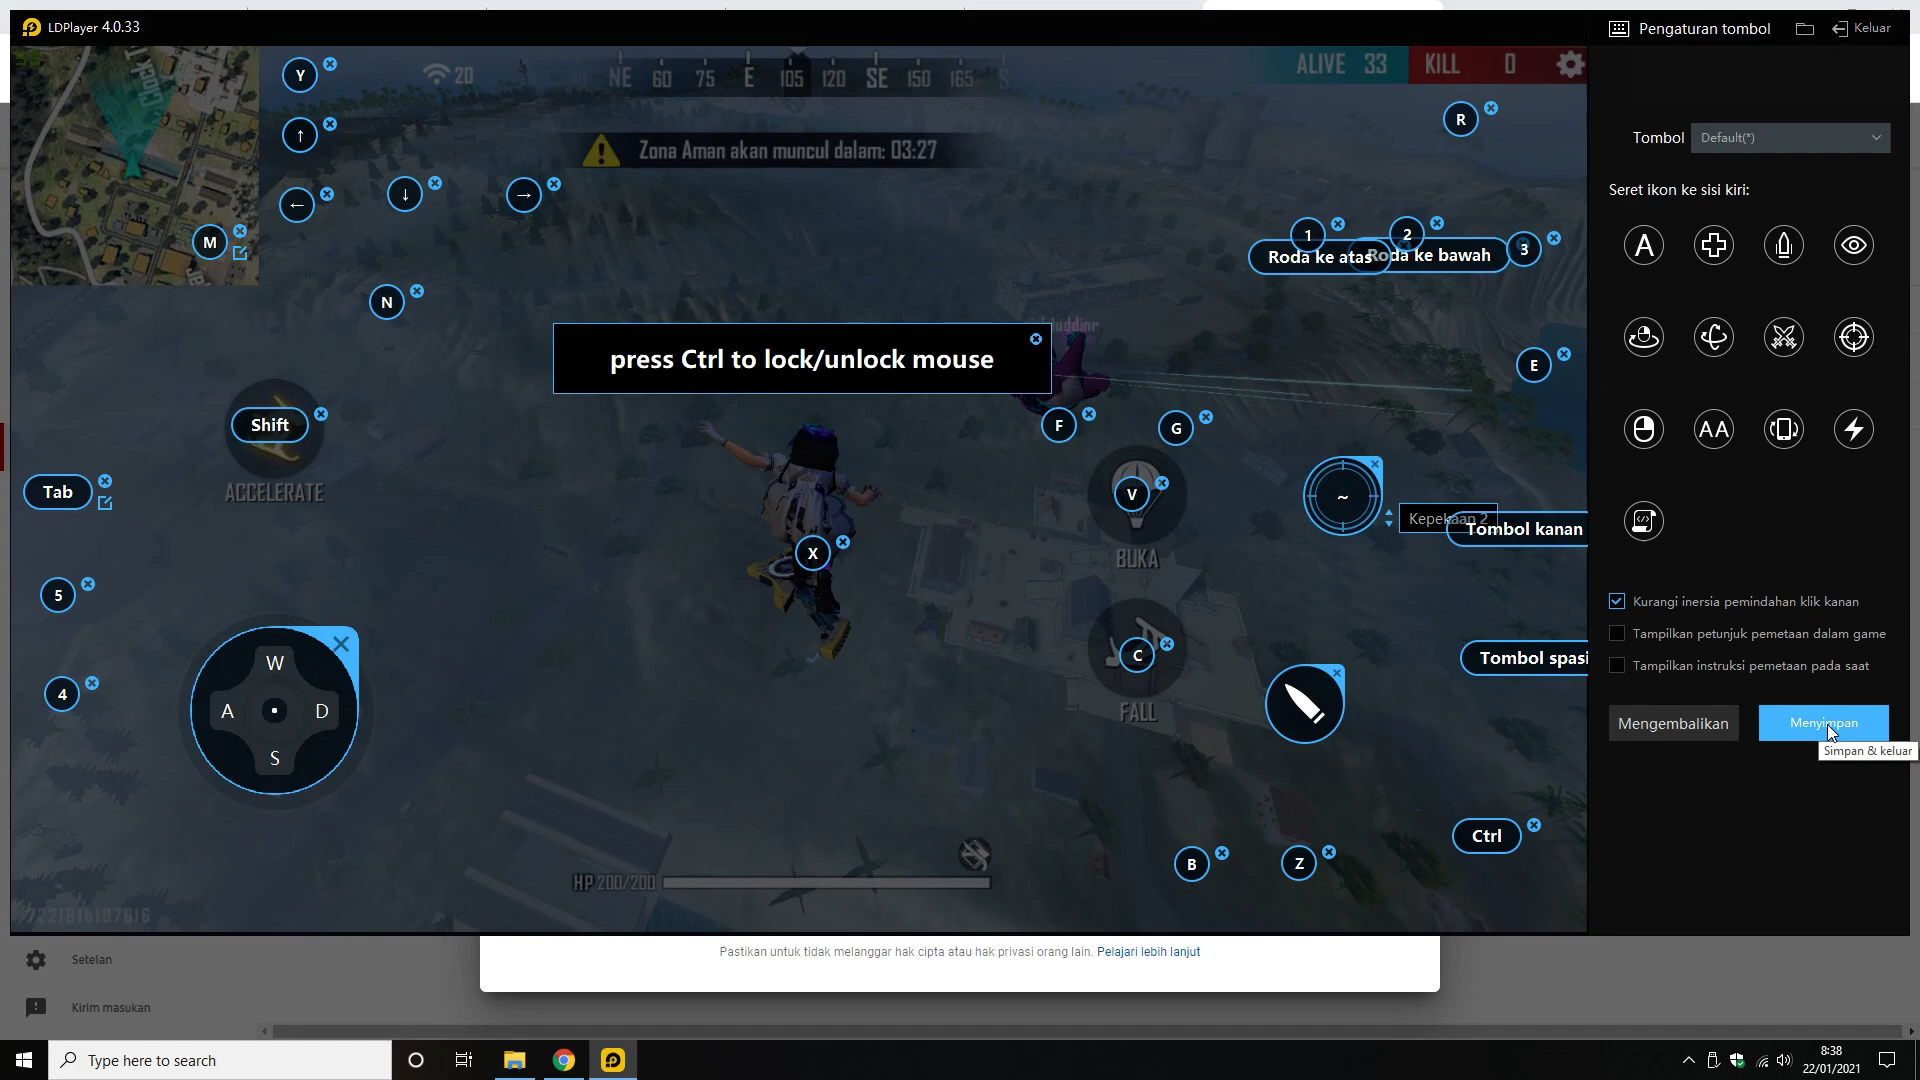 LDPlayer 4.0.33
Pengaturan tombol
Keluar
20
NE 60 75 E 105 120 SE 150 165
ALIVE 33 KILL 0
Zona Aman akan muncul dalam: 03:27
Clock
Y
↑
←
↓
→
M
N
R
1
2
3
Roda ke atas
Roda ke bawah
press Ctrl to lock/unlock mouse
E
Shift
ACCELERATE
F
G
Tab
V
BUKA
~
Kepekaan 2
Tombol kanan
X
5
C
FALL
Tombol spasi
4
W
A
D
S
Ctrl
B
Z
HP 200/200
Tombol
Default(*)
Seret ikon ke sisi kiri:
A
AA
Kurangi inersia pemindahan klik kanan
Tampilkan petunjuk pemetaan dalam game
Tampilkan instruksi pemetaan pada saat
Mengembalikan
Menyimpan
Simpan & keluar
Pastikan untuk tidak melanggar hak cipta atau hak privasi orang lain. Pelajari lebih lanjut
Setelan
Kirim masukan
Type here to search
8:38
22/01/2021